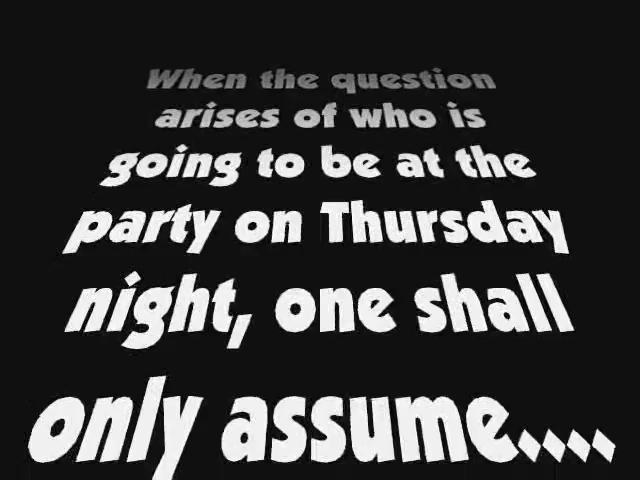 When the question
arises of who is
going to be at the
party on Thursday
night, one shall
only assume....